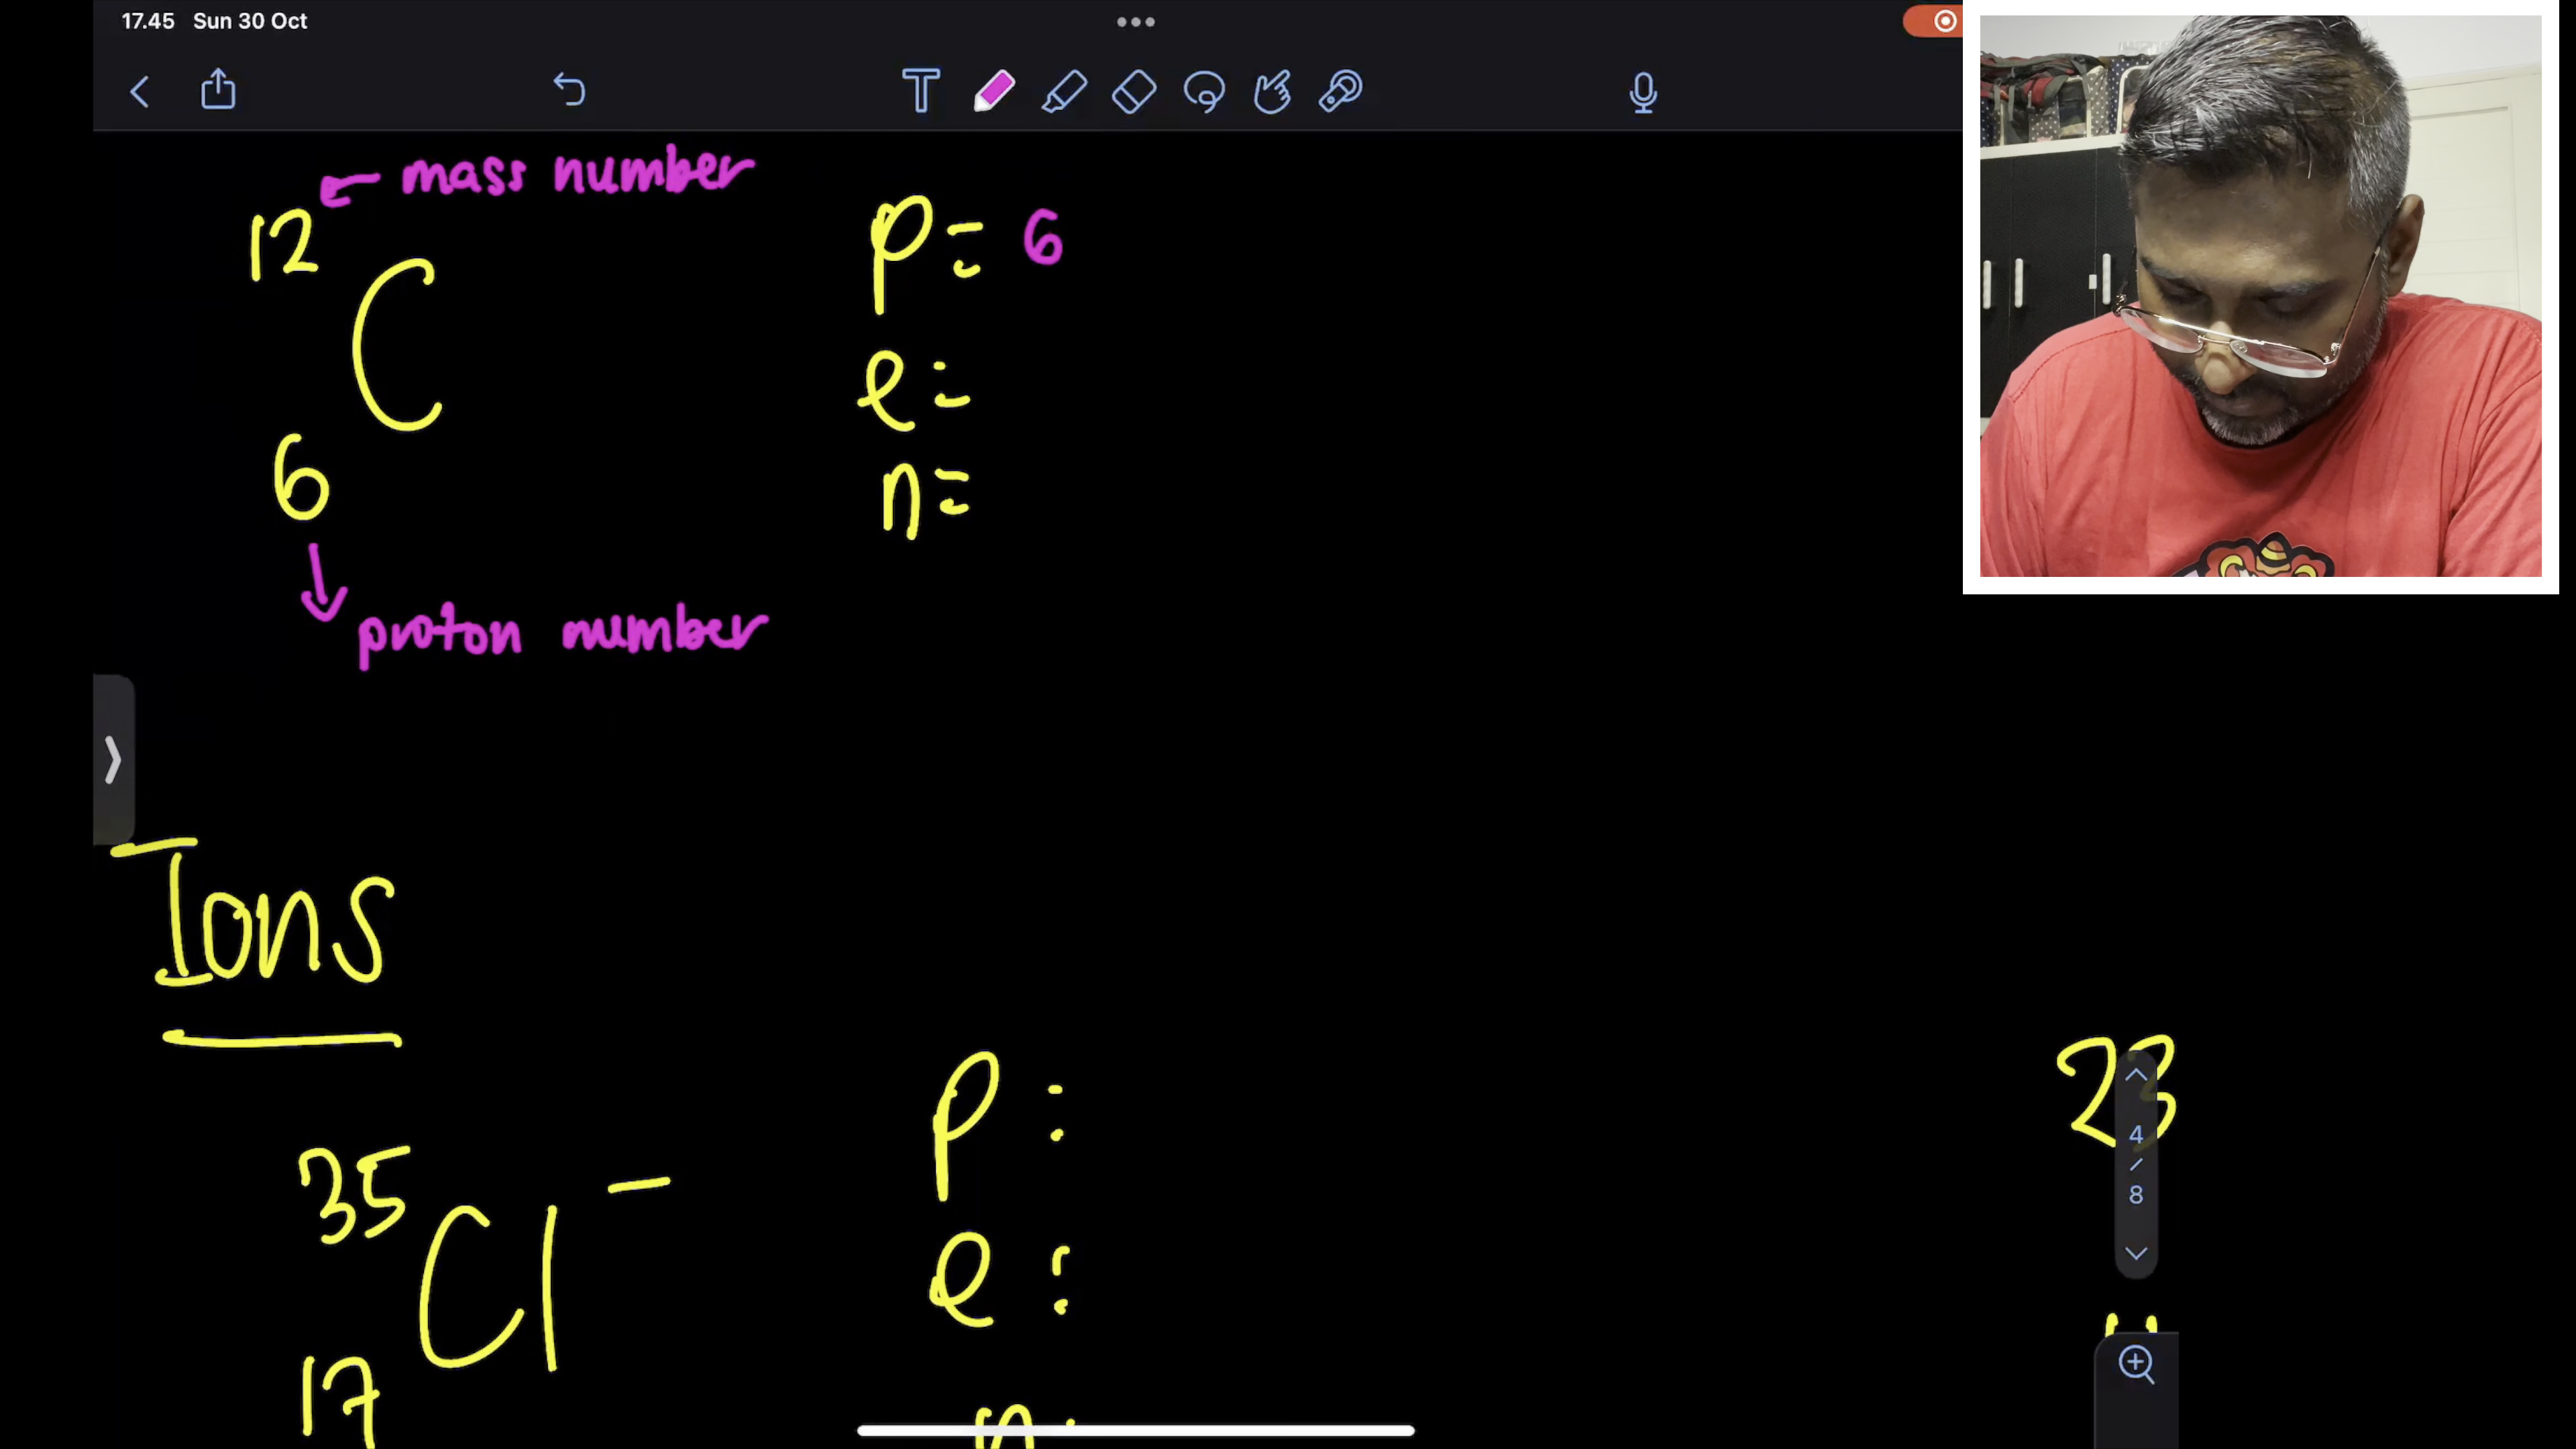 17.45 Sun 30 Oct
mass number
12
C
6
proton number
p = 6
e =
n =
Ions
35
Cl −
17
p :
e :
n :
23
4
/
8